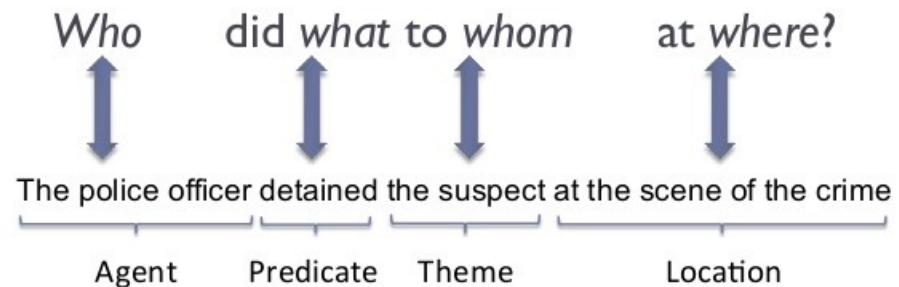 Who did what to whom at where?
The police officer detained the suspect at the scene of the crime
Agent Predicate Theme Location